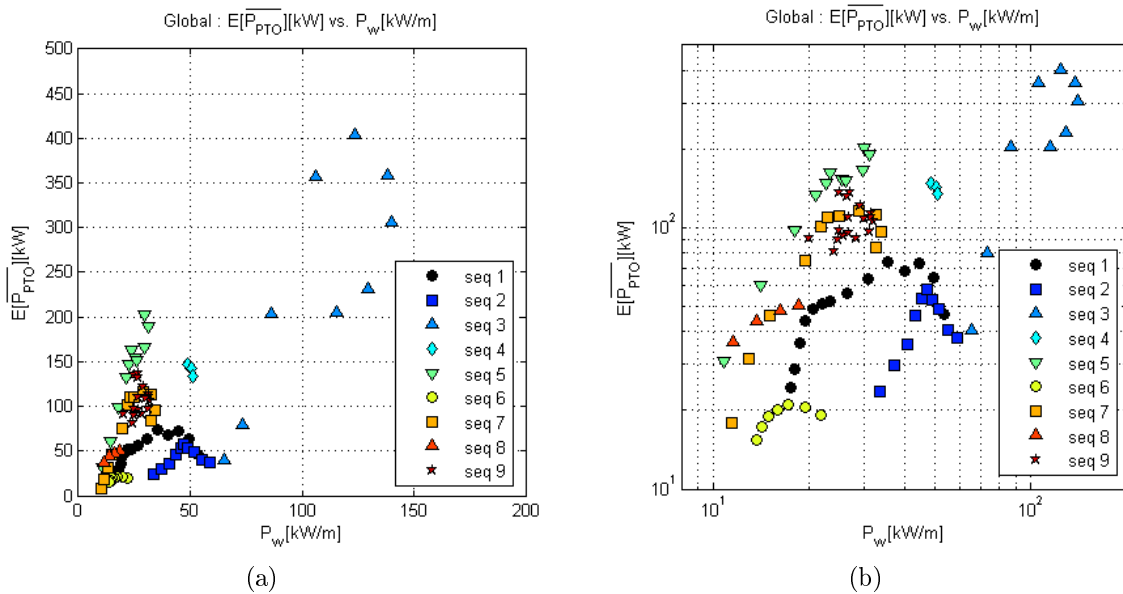 Global : E[P_PTO][kW] vs. P_w[kW/m]
E[P_PTO][kW]
500
450
400
350
300
250
200
150
100
50
0
0 50 100 150 200
P_w[kW/m]
seq 1
seq 2
seq 3
seq 4
seq 5
seq 6
seq 7
seq 8
seq 9
(a)
Global : E[P_PTO][kW] vs. P_w[kW/m]
E[P_PTO][kW]
10^2
10^1
10^1 10^2
P_w[kW/m]
seq 1
seq 2
seq 3
seq 4
seq 5
seq 6
seq 7
seq 8
seq 9
(b)